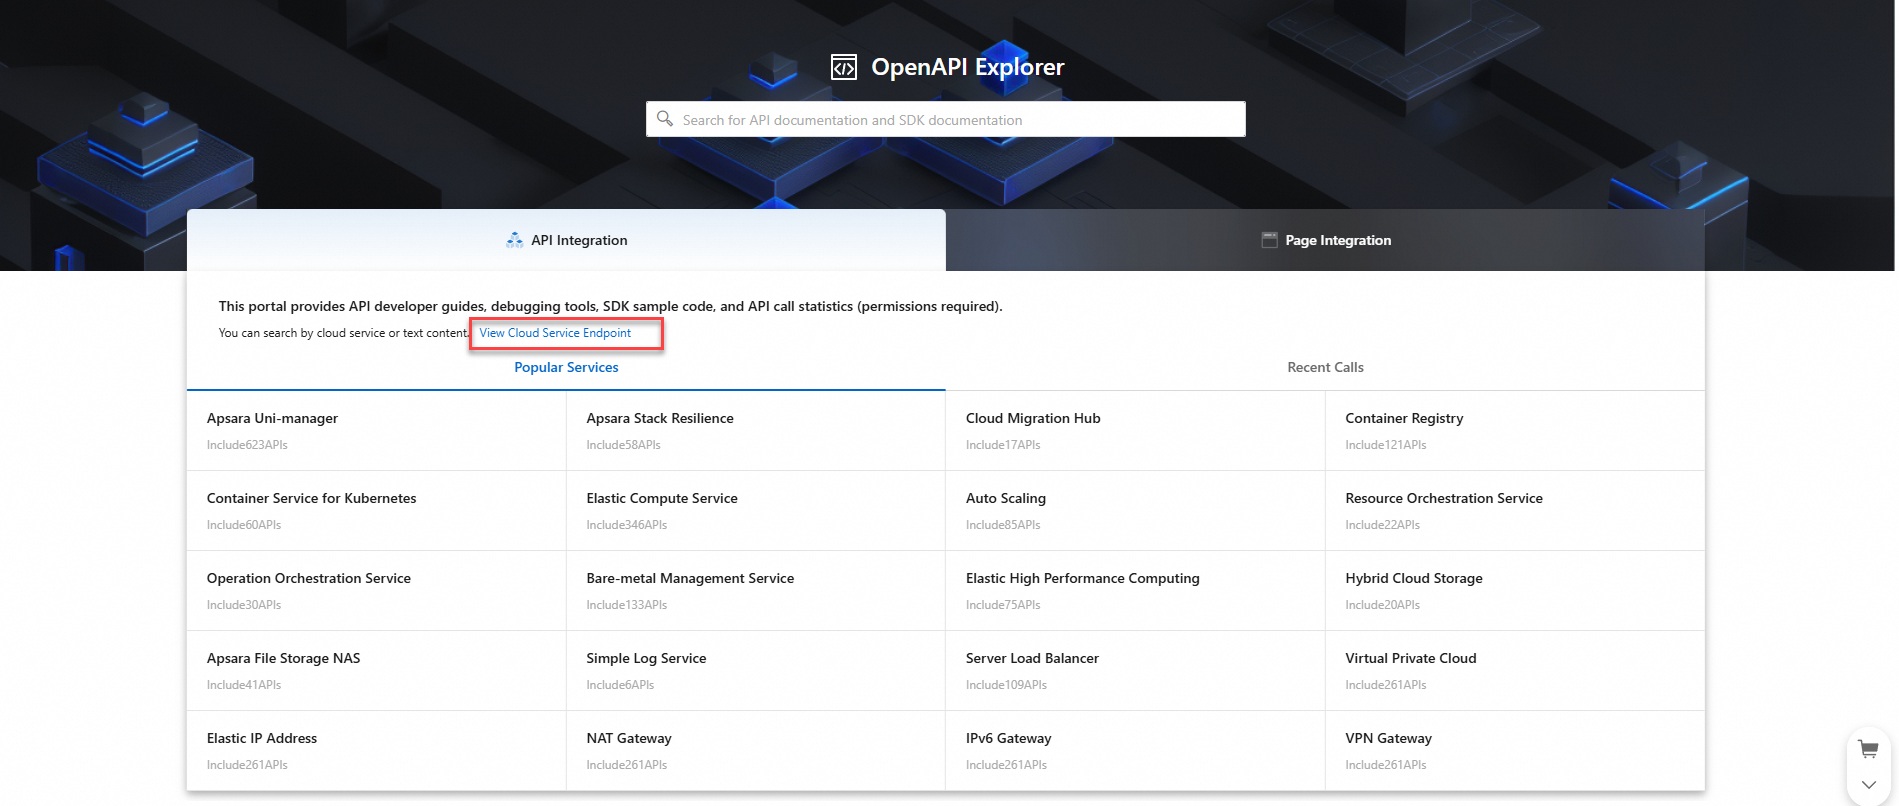 OpenAPI Explorer
Search for API documentation and SDK documentation
API Integration
Page Integration
This portal provides API developer guides, debugging tools, SDK sample code, and API call statistics (permissions required).
You can search by cloud service or text content. View Cloud Service Endpoint
Popular Services
Recent Calls
Apsara Uni-manager
Include623APIs
Apsara Stack Resilience
Include58APIs
Cloud Migration Hub
Include17APIs
Container Registry
Include121APIs
Container Service for Kubernetes
Include60APIs
Elastic Compute Service
Include346APIs
Auto Scaling
Include85APIs
Resource Orchestration Service
Include22APIs
Operation Orchestration Service
Include30APIs
Bare-metal Management Service
Include133APIs
Elastic High Performance Computing
Include75APIs
Hybrid Cloud Storage
Include20APIs
Apsara File Storage NAS
Include41APIs
Simple Log Service
Include6APIs
Server Load Balancer
Include109APIs
Virtual Private Cloud
Include261APIs
Elastic IP Address
Include261APIs
NAT Gateway
Include261APIs
IPv6 Gateway
Include261APIs
VPN Gateway
Include261APIs